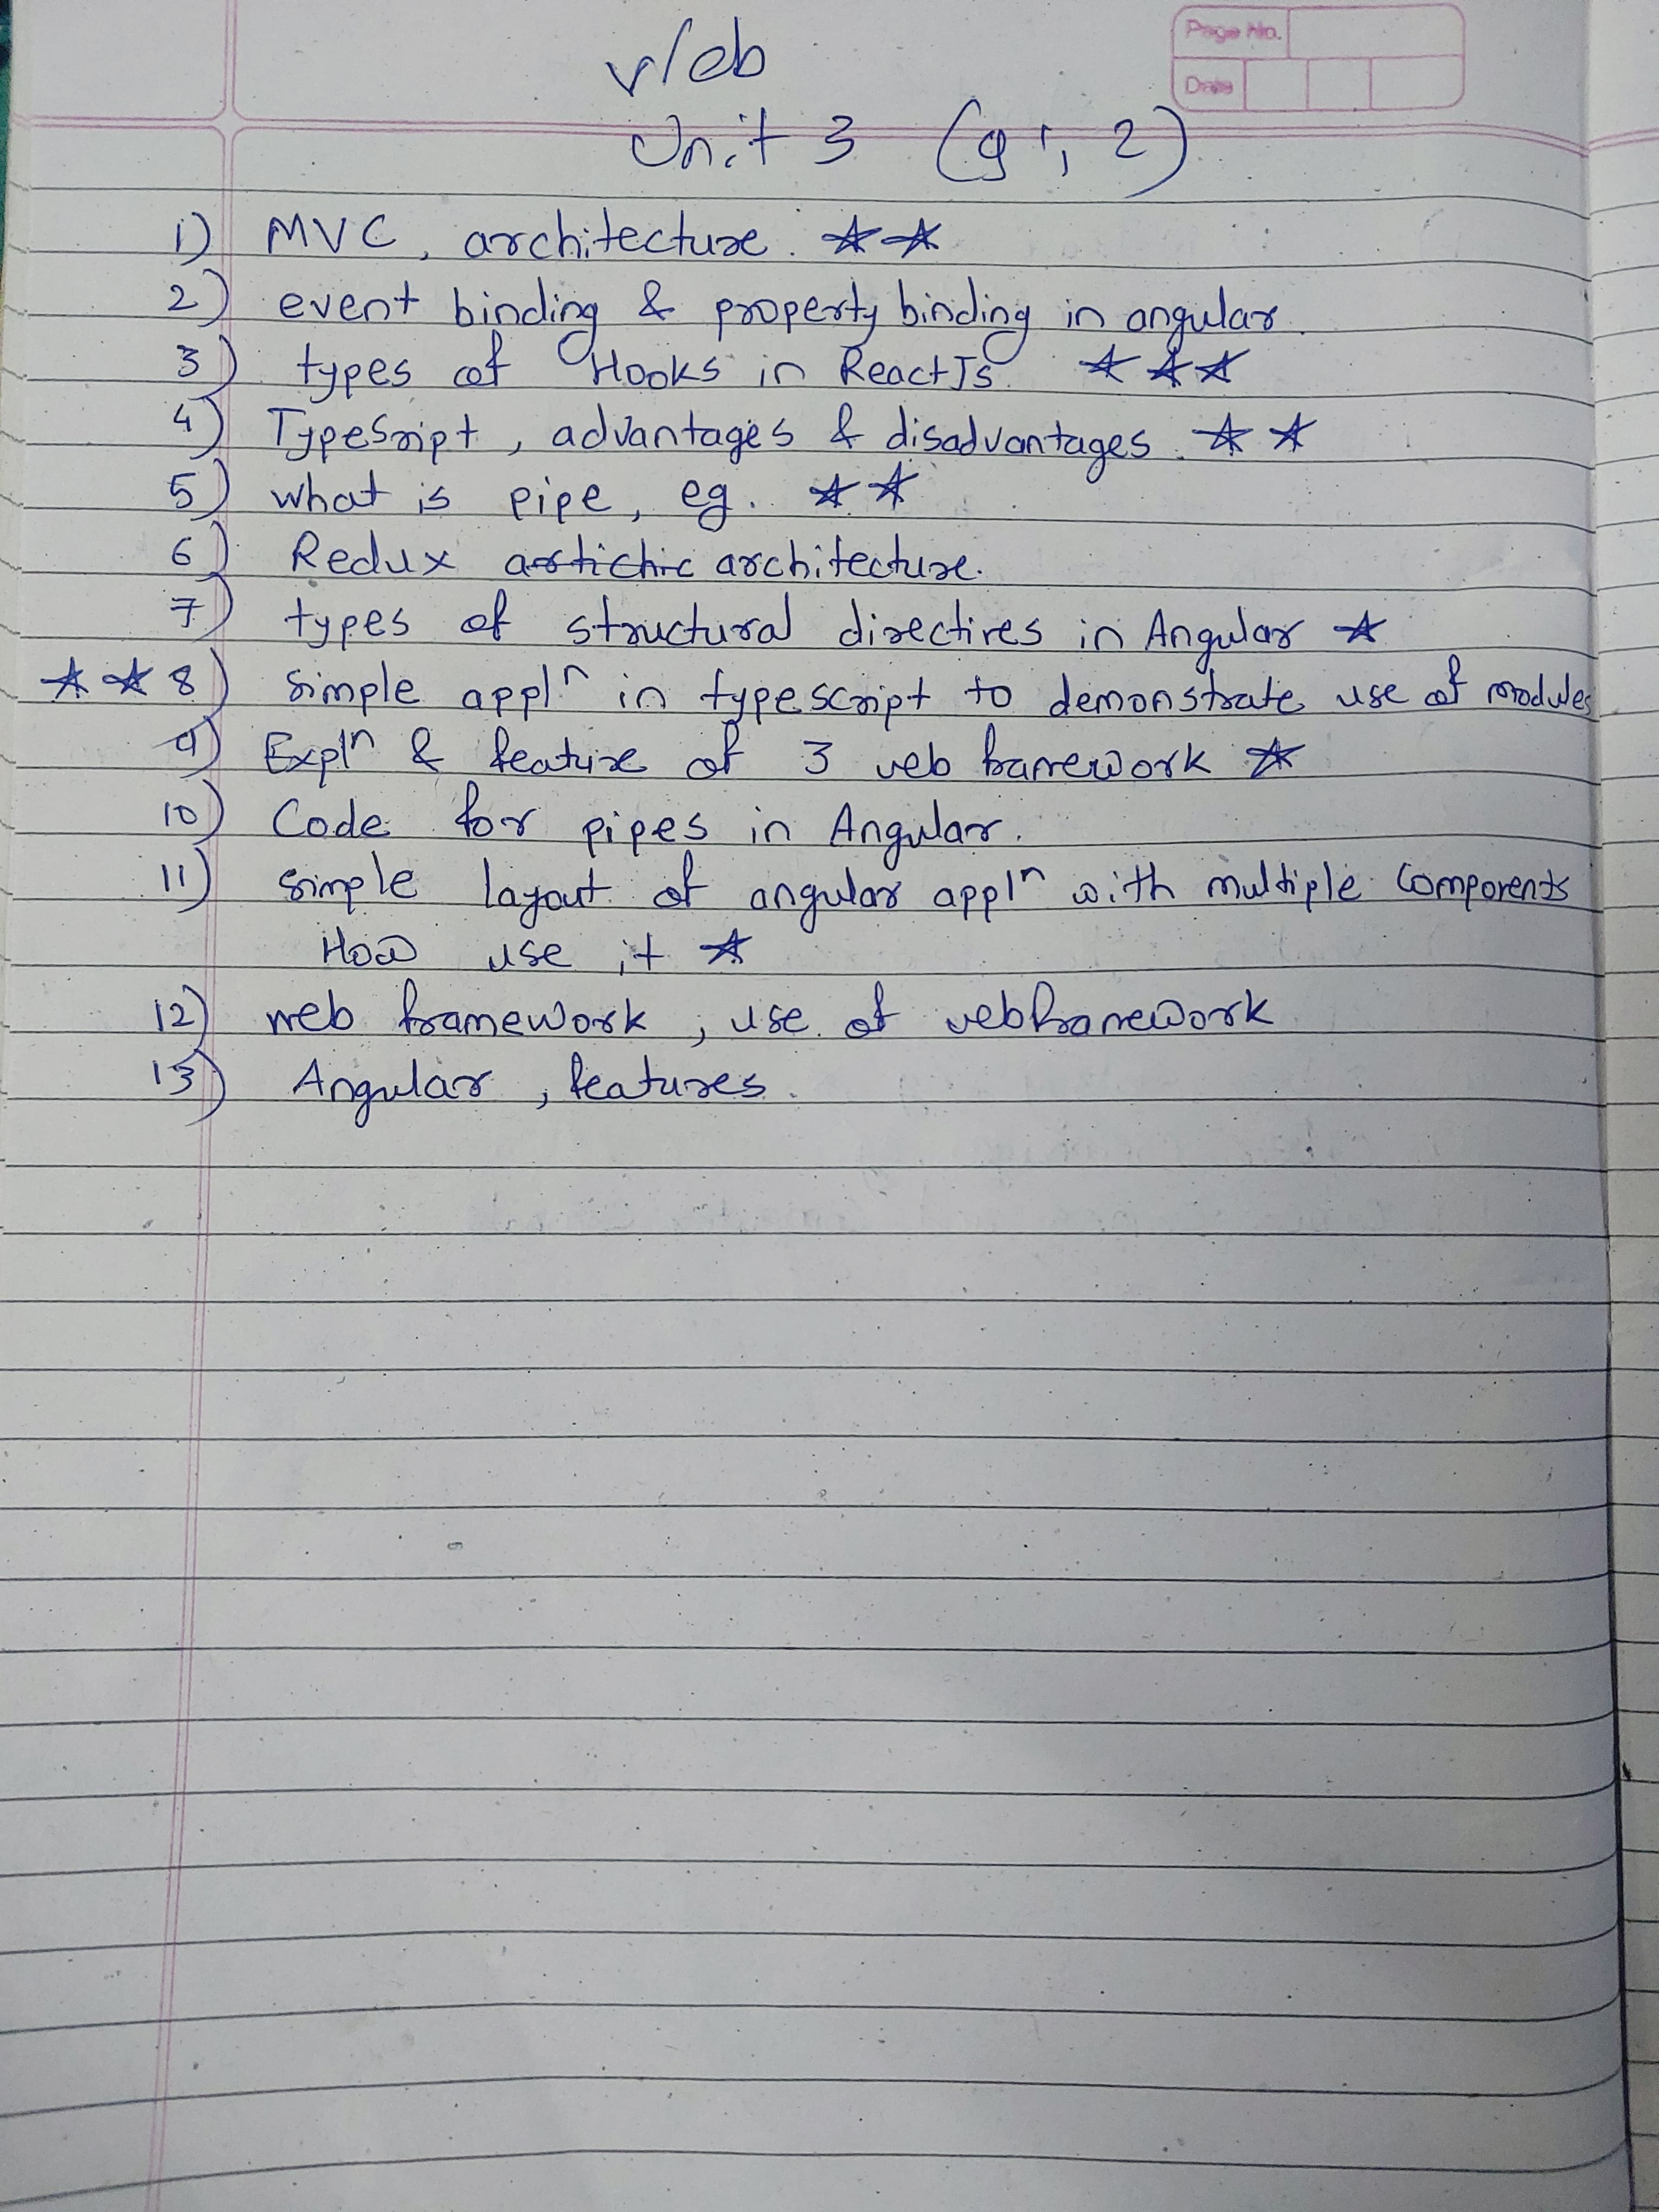 Page No.
Date
Web
Unit 3 (q 1, 2)
1) MVC, architecture. ☆☆
2) event binding & property binding in angular.
3) types of Hooks in ReactJs. ☆☆☆
4) TypeSript, advantages & disadvantages. ☆☆
5) what is pipe, eg. ☆☆
6) Redux architecture.
7) types of structural directives in Angular ☆
☆☆ 8) simple applⁿ in typescript to demonstrate use of modules
9) Explⁿ & feature of 3 web framework ☆
10) Code for pipes in Angular.
11) simple layout of angular applⁿ with multiple components
How use it ☆
12) web framework, use of webframework
13) Angular, features.